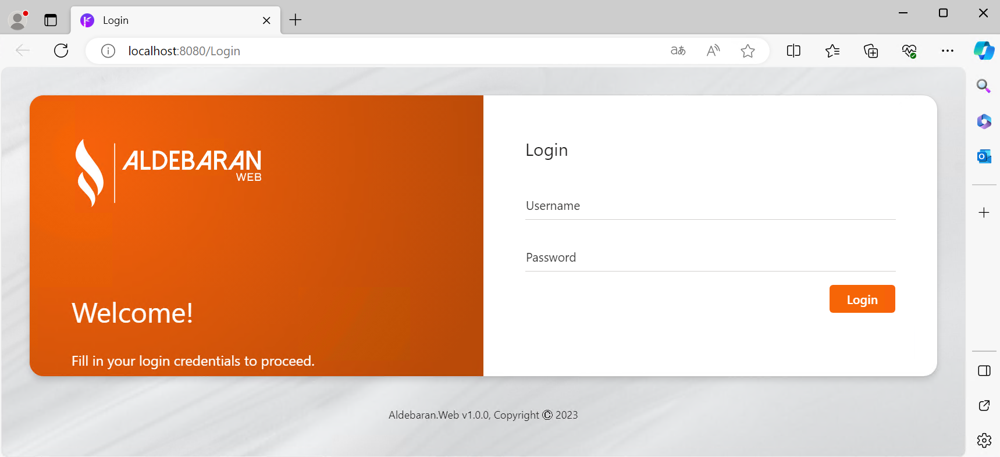 Login
localhost:8080/Login
ALDEBARAN
WEB
Welcome!
Fill in your login credentials to proceed.
Login
Username
Password
Login
Aldebaran.Web v1.0.0, Copyright © 2023